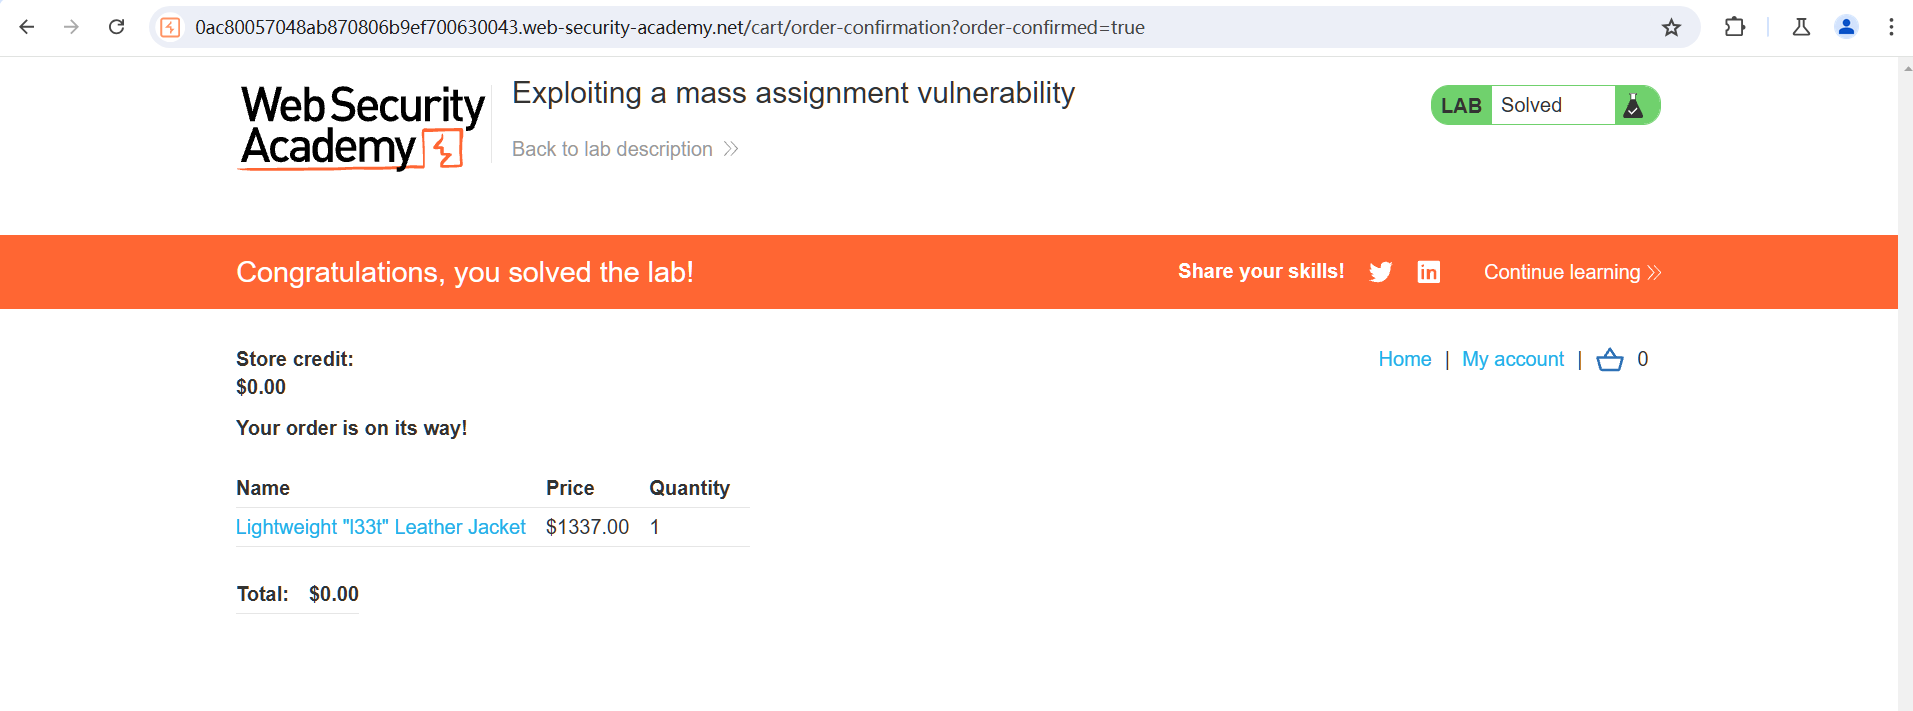 0ac80057048ab870806b9ef700630043.web-security-academy.net/cart/order-confirmation?order-confirmed=true
Web Security
Academy
Exploiting a mass assignment vulnerability
Back to lab description
LAB Solved
Congratulations, you solved the lab!
Share your skills! Continue learning
Store credit:
$0.00
Home | My account | 0
Your order is on its way!
Name Price Quantity
Lightweight "l33t" Leather Jacket $1337.00 1
Total: $0.00